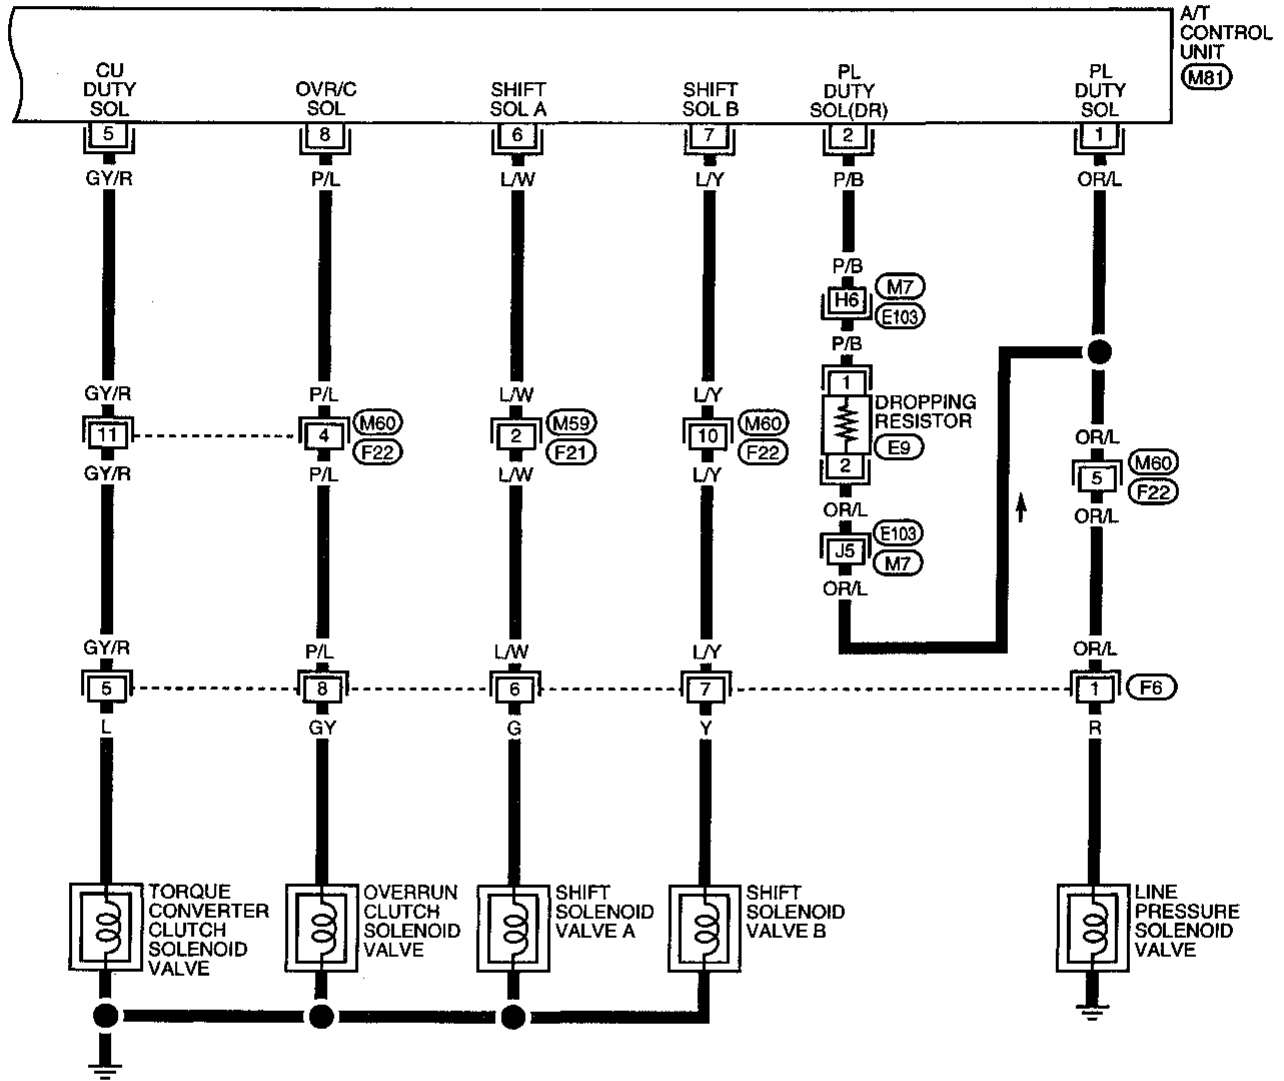 A/T
CONTROL
UNIT
M81
CU
DUTY
SOL
OVR/C
SOL
SHIFT
SOL A
SHIFT
SOL B
PL
DUTY
SOL(DR)
PL
DUTY
SOL
5
8
6
7
2
1
GY/R
P/L
L/W
L/Y
P/B
OR/L
P/B
H6
M7
E103
P/B
GY/R
P/L
L/W
L/Y
1
DROPPING
RESISTOR
E9
2
11
4
M60
F22
2
M59
F21
10
M60
F22
OR/L
5
M60
F22
GY/R
P/L
L/W
L/Y
OR/L
OR/L
J5
E103
M7
OR/L
GY/R
P/L
L/W
L/Y
OR/L
5
8
6
7
1
F6
L
GY
G
Y
R
TORQUE
CONVERTER
CLUTCH
SOLENOID
VALVE
OVERRUN
CLUTCH
SOLENOID
VALVE
SHIFT
SOLENOID
VALVE A
SHIFT
SOLENOID
VALVE B
LINE
PRESSURE
SOLENOID
VALVE